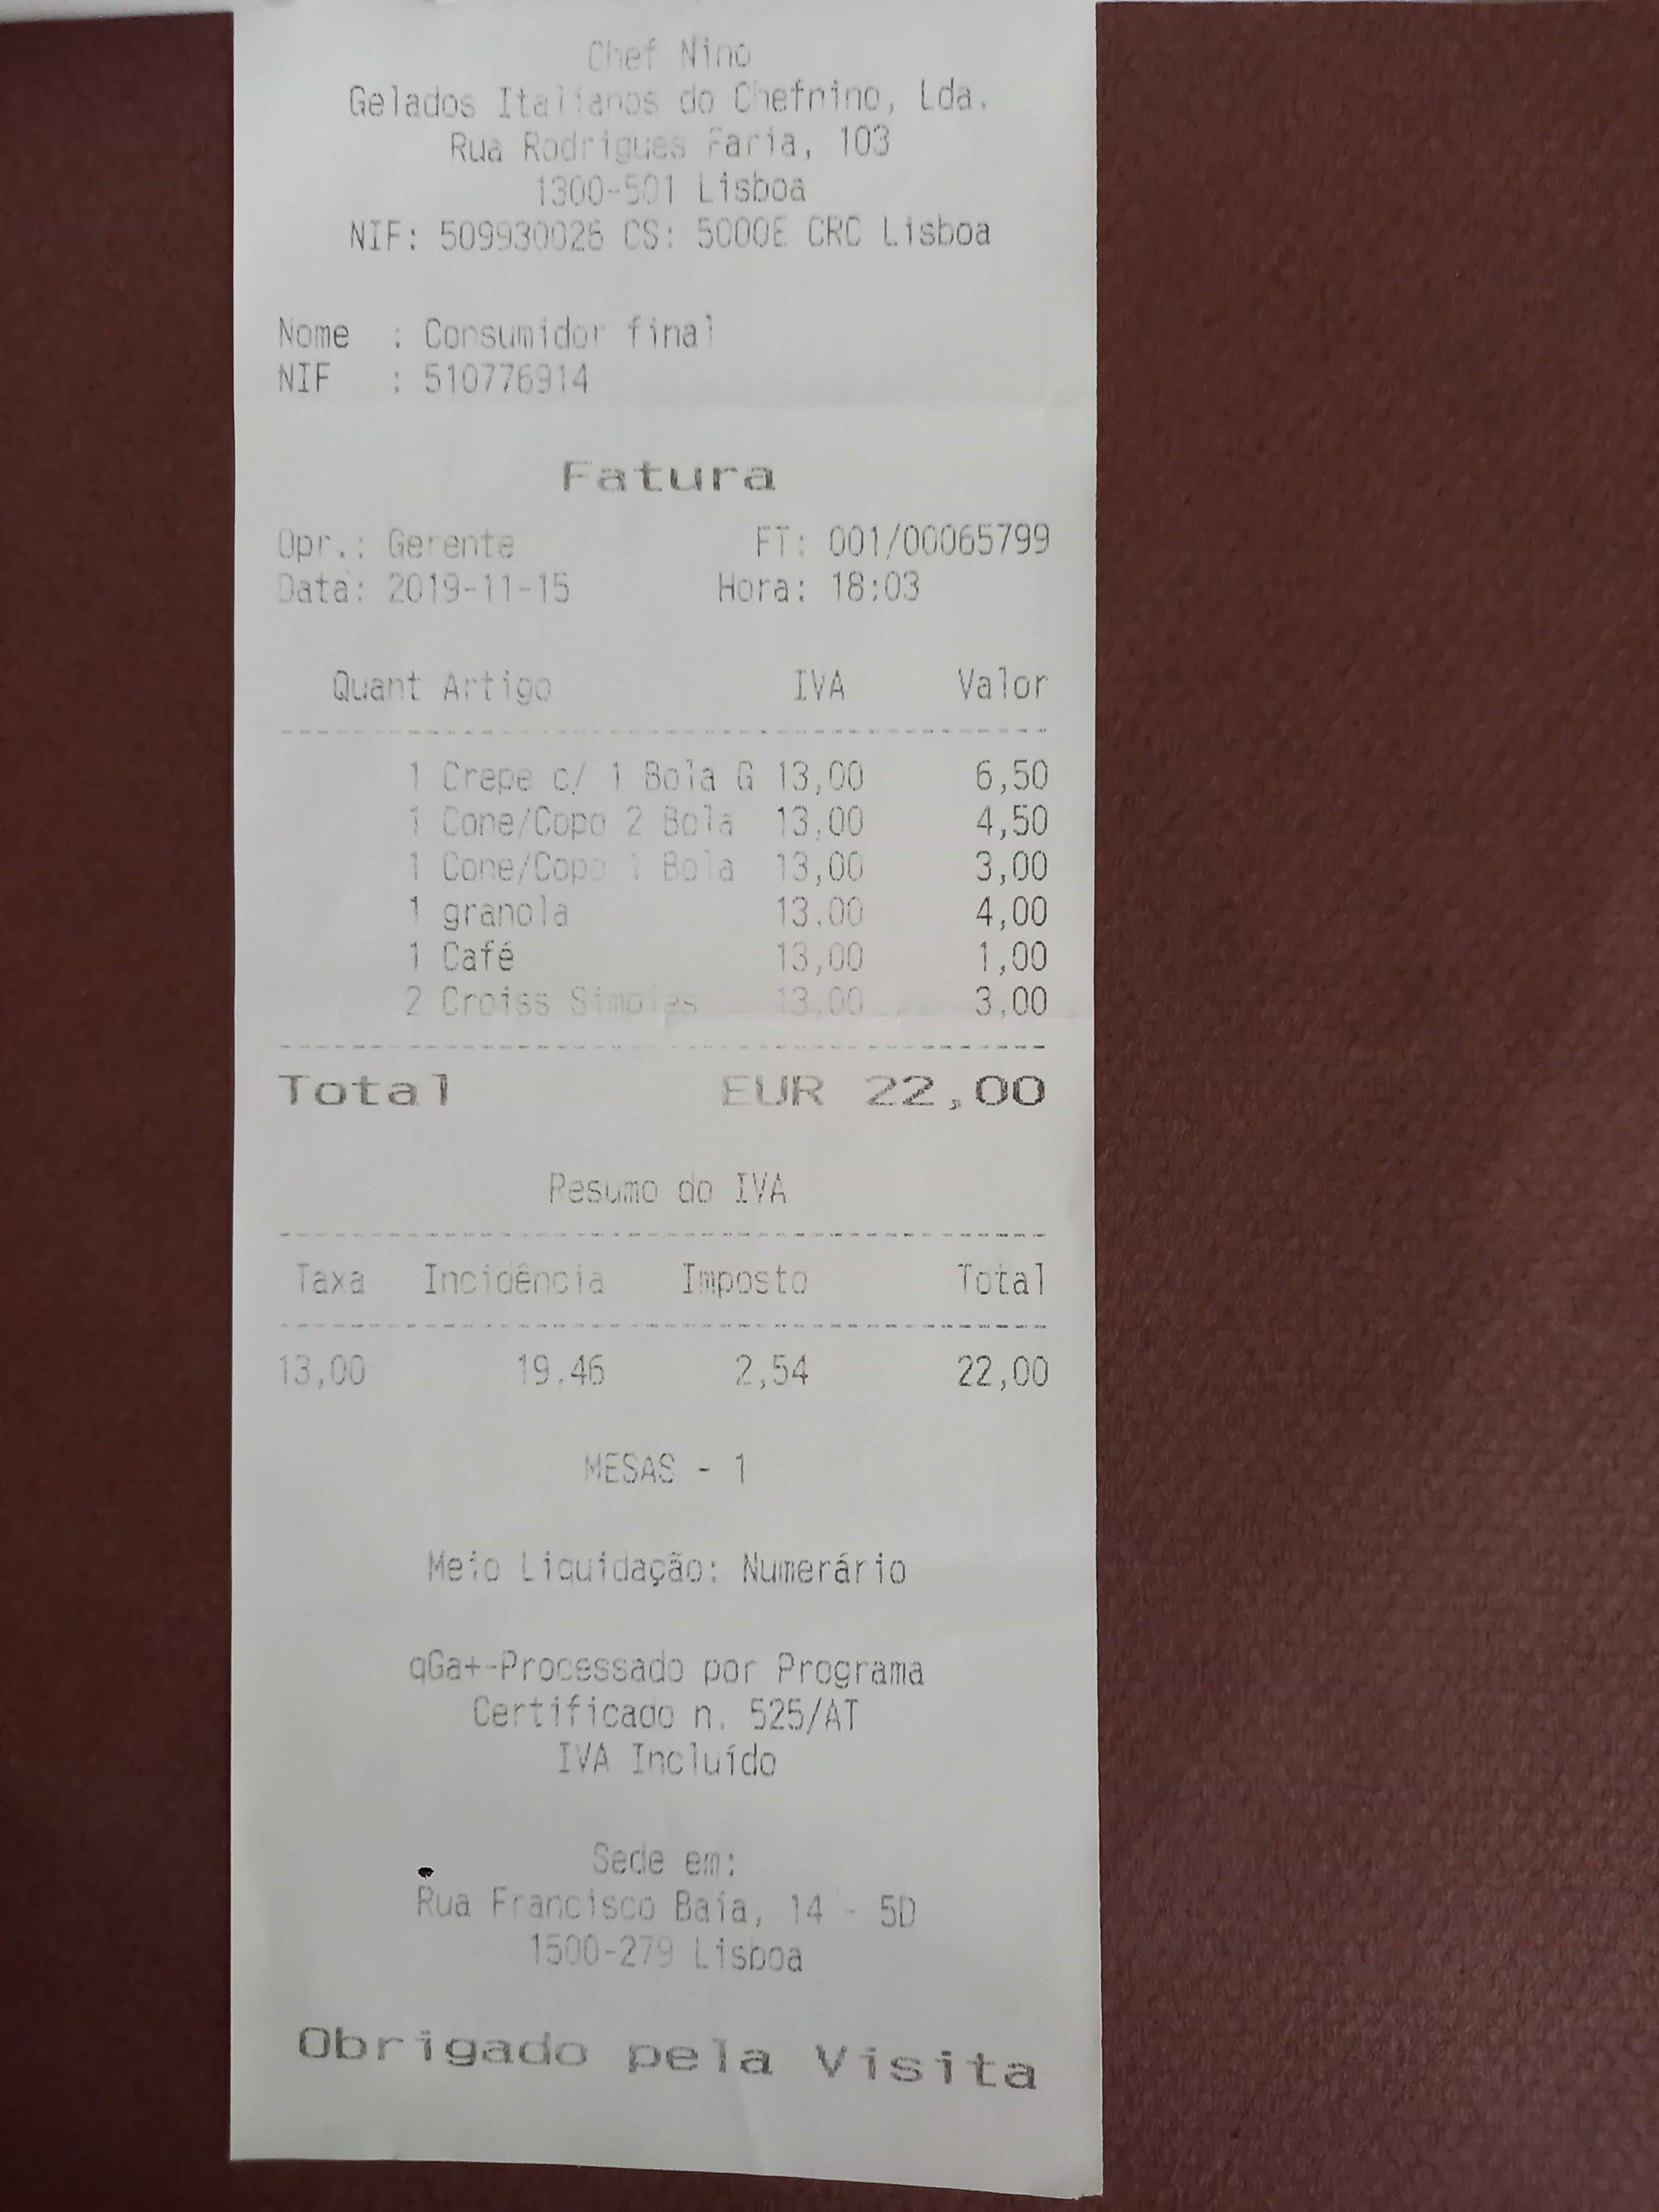 Chef Nino
Gelados Italianos do Chefnino, Lda.
Rua Rodrigues Faria, 103
1300-501 Lisboa
NIF: 509930026 CS: 5000E CRC Lisboa
Nome : Consumidor final
NIF : 510776914
Fatura
Opr.: Gerente FT: 001/00065799
Data: 2019-11-15 Hora: 18:03
Quant Artigo IVA Valor
1 Crepe c/ 1 Bola G 13,00 6,50
1 Cone/Copo 2 Bola 13,00 4,50
1 Cone/Copo 1 Bola 13,00 3,00
1 granola 13,00 4,00
1 Café 13,00 1,00
2 Croiss Simples 13,00 3,00
Total EUR 22,00
Resumo do IVA
Taxa Incidência Imposto Total
13,00 19,46 2,54 22,00
MESAS - 1
Meio Liquidação: Numerário
qGa+-Processado por Programa
Certificado n. 525/AT
IVA Incluído
Sede em:
Rua Francisco Baía, 14 - 5D
1500-279 Lisboa
Obrigado pela Visita